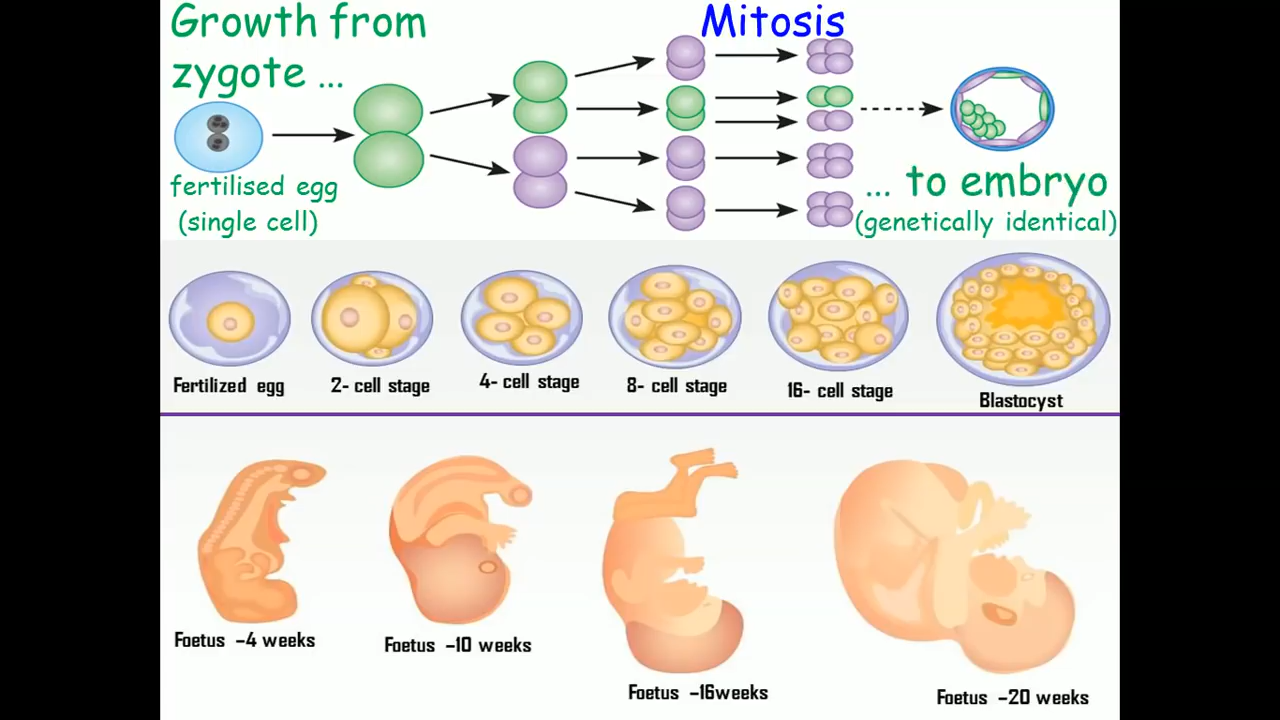 Growth from
zygote ...
Mitosis
fertilised egg
(single cell)
... to embryo
(genetically identical)
Fertilized egg
2- cell stage
4- cell stage
8- cell stage
16- cell stage
Blastocyst
Foetus -4 weeks
Foetus -10 weeks
Foetus -16weeks
Foetus -20 weeks